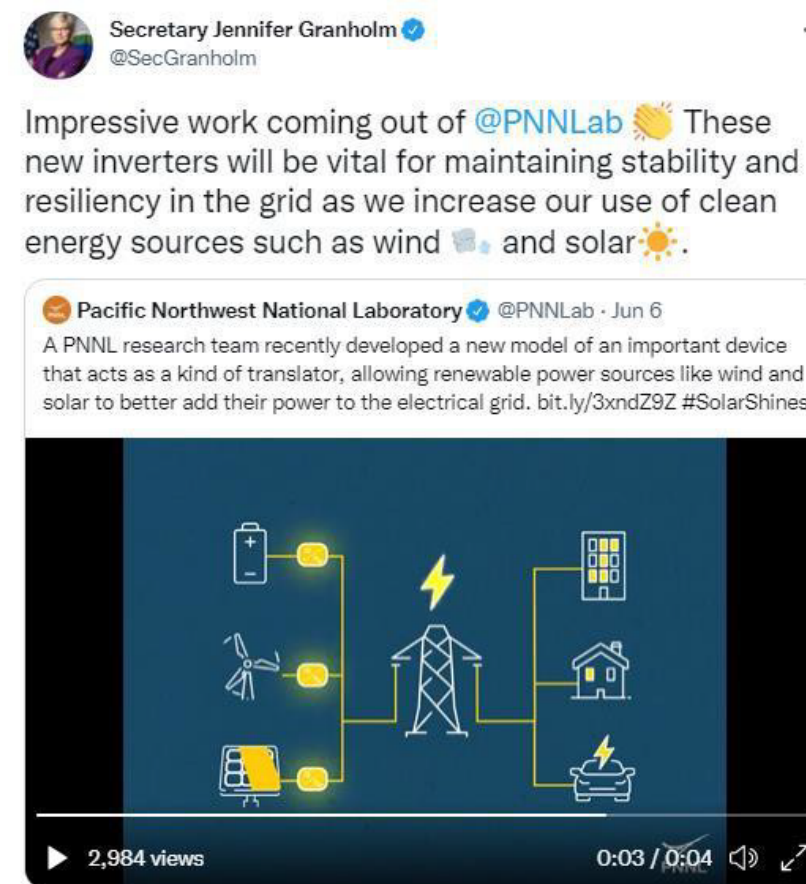 Secretary Jennifer Granholm
@SecGranholm
Impressive work coming out of @PNNLab 👏 These
new inverters will be vital for maintaining stability and
resiliency in the grid as we increase our use of clean
energy sources such as wind 🌬️ and solar☀️.
Pacific Northwest National Laboratory @PNNLab · Jun 6
A PNNL research team recently developed a new model of an important device
that acts as a kind of translator, allowing renewable power sources like wind and
solar to better add their power to the electrical grid. bit.ly/3xndZ9Z #SolarShines
2,984 views
0:03 / 0:04
PNNL